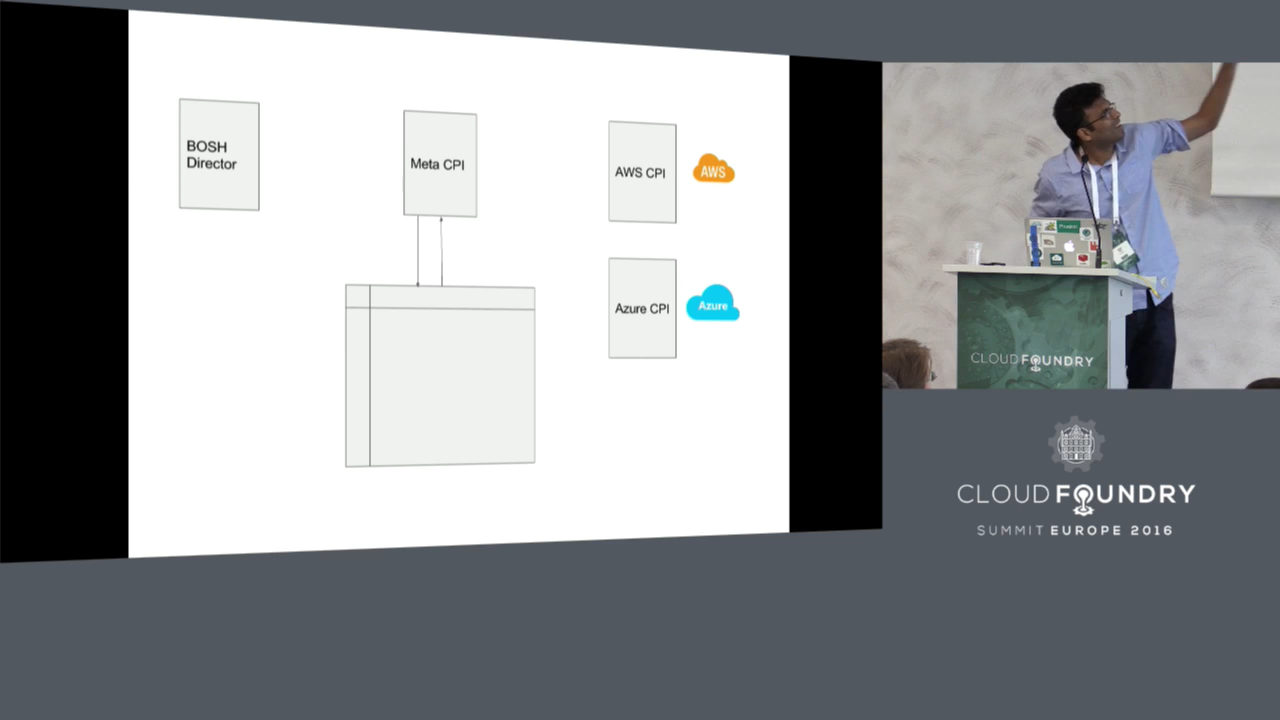 BOSH
Director
Meta CPI
AWS CPI
AWS
Azure CPI
Azure
CLOUD FOUNDRY
CLOUD FOUNDRY
SUMMIT EUROPE 2016